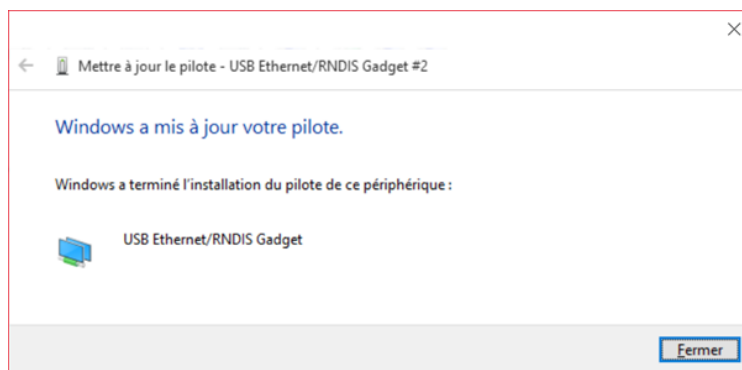 Mettre à jour le pilote - USB Ethernet/RNDIS Gadget #2
Windows a mis à jour votre pilote.
Windows a terminé l'installation du pilote de ce périphérique :
USB Ethernet/RNDIS Gadget
Fermer